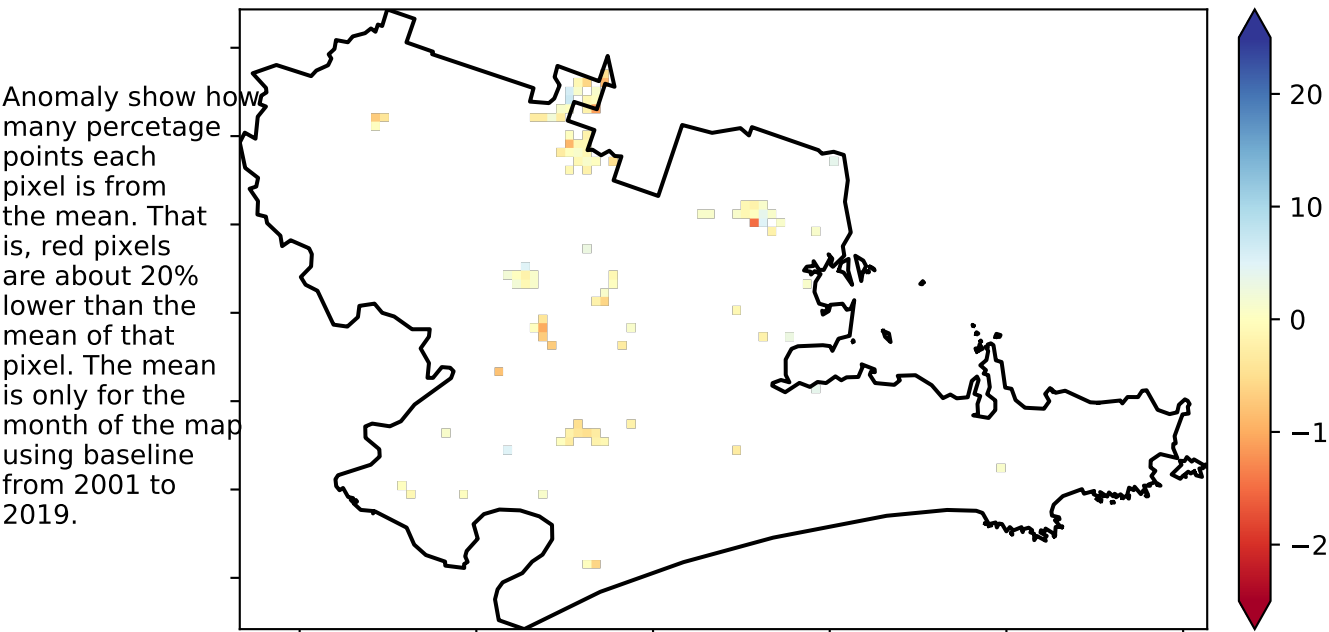 Anomaly show how
many percetage
points each
pixel is from
the mean. That
is, red pixels
are about 20%
lower than the
mean of that
pixel. The mean
is only for the
month of the map
using baseline
from 2001 to
2019.
20
10
0
−1
−2